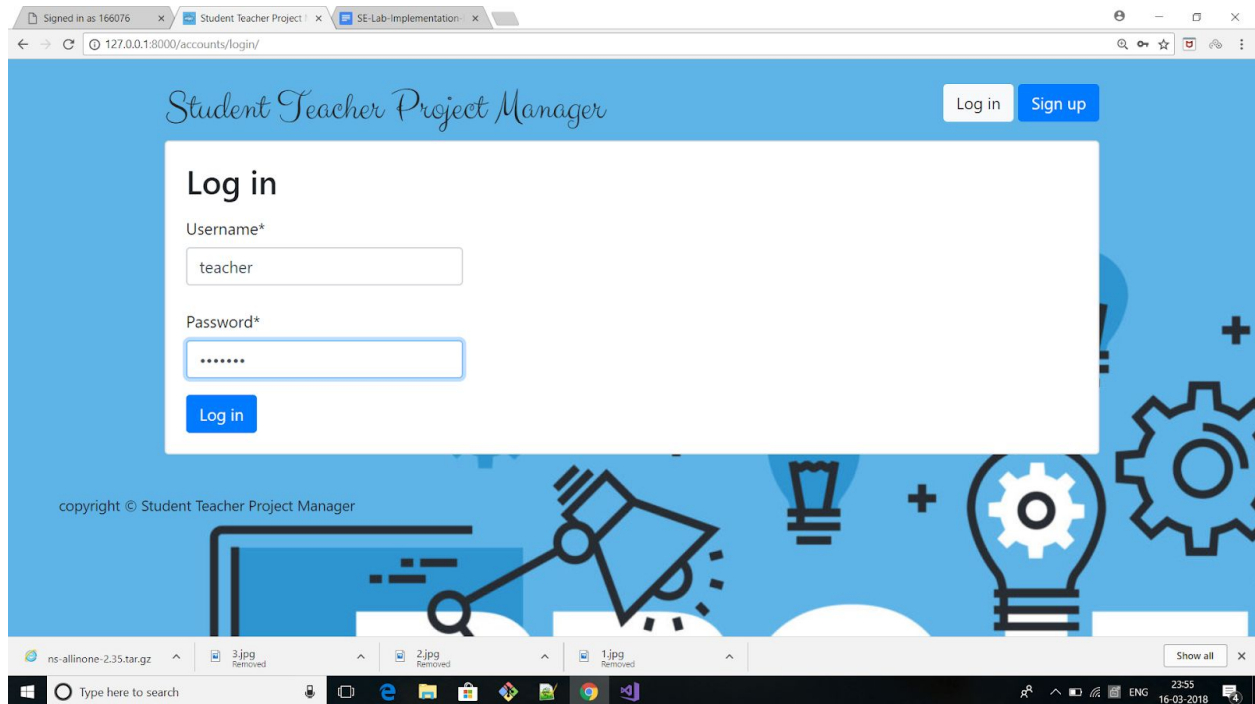 Signed in as 166076
Student Teacher Project
SE-Lab-Implementation-
127.0.0.1:8000/accounts/login/
Student Teacher Project Manager
Log in
Sign up
Log in
Username*
teacher
Password*
•••••••
Log in
copyright © Student Teacher Project Manager
ns-allinone-2.35.tar.gz
3.jpg
Removed
2.jpg
Removed
1.jpg
Removed
Show all
Type here to search
ENG
23:55
16-03-2018
4